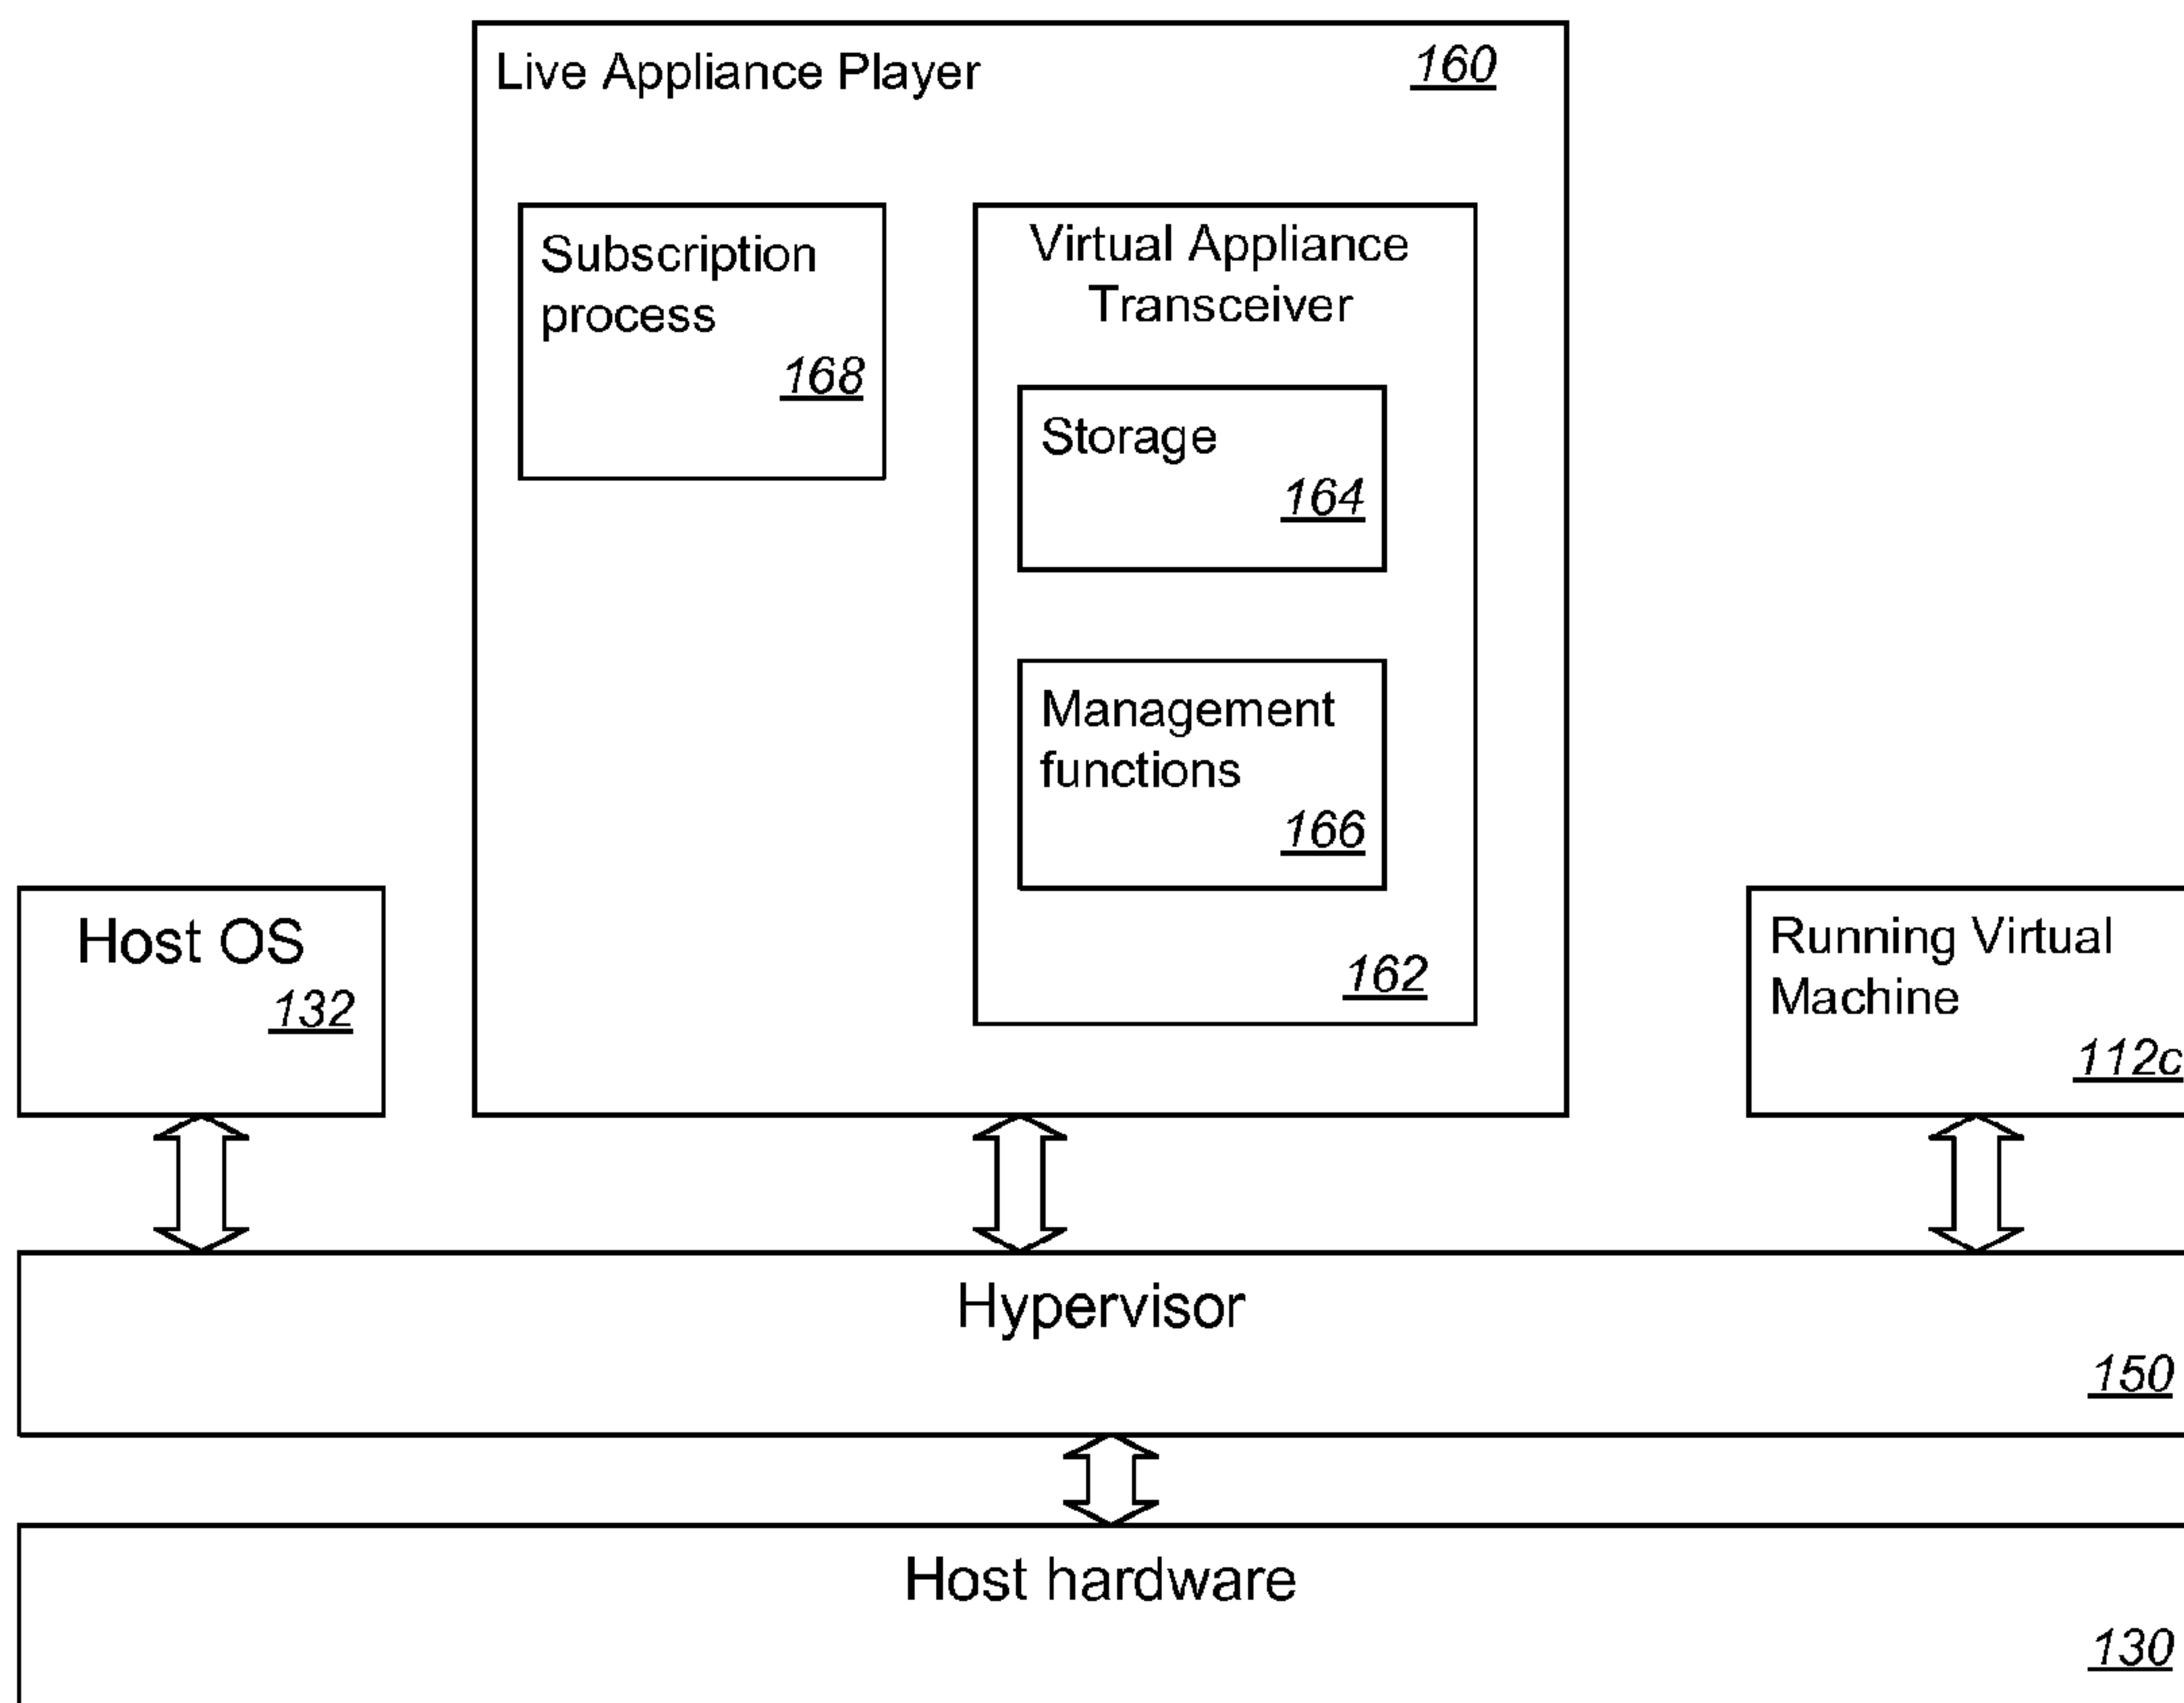 Live Appliance Player
160
Subscription
process
168
Virtual Appliance
Transceiver
Storage
164
Management
functions
166
162
Host OS
132
Running Virtual
Machine
112c
Hypervisor
150
Host hardware
130